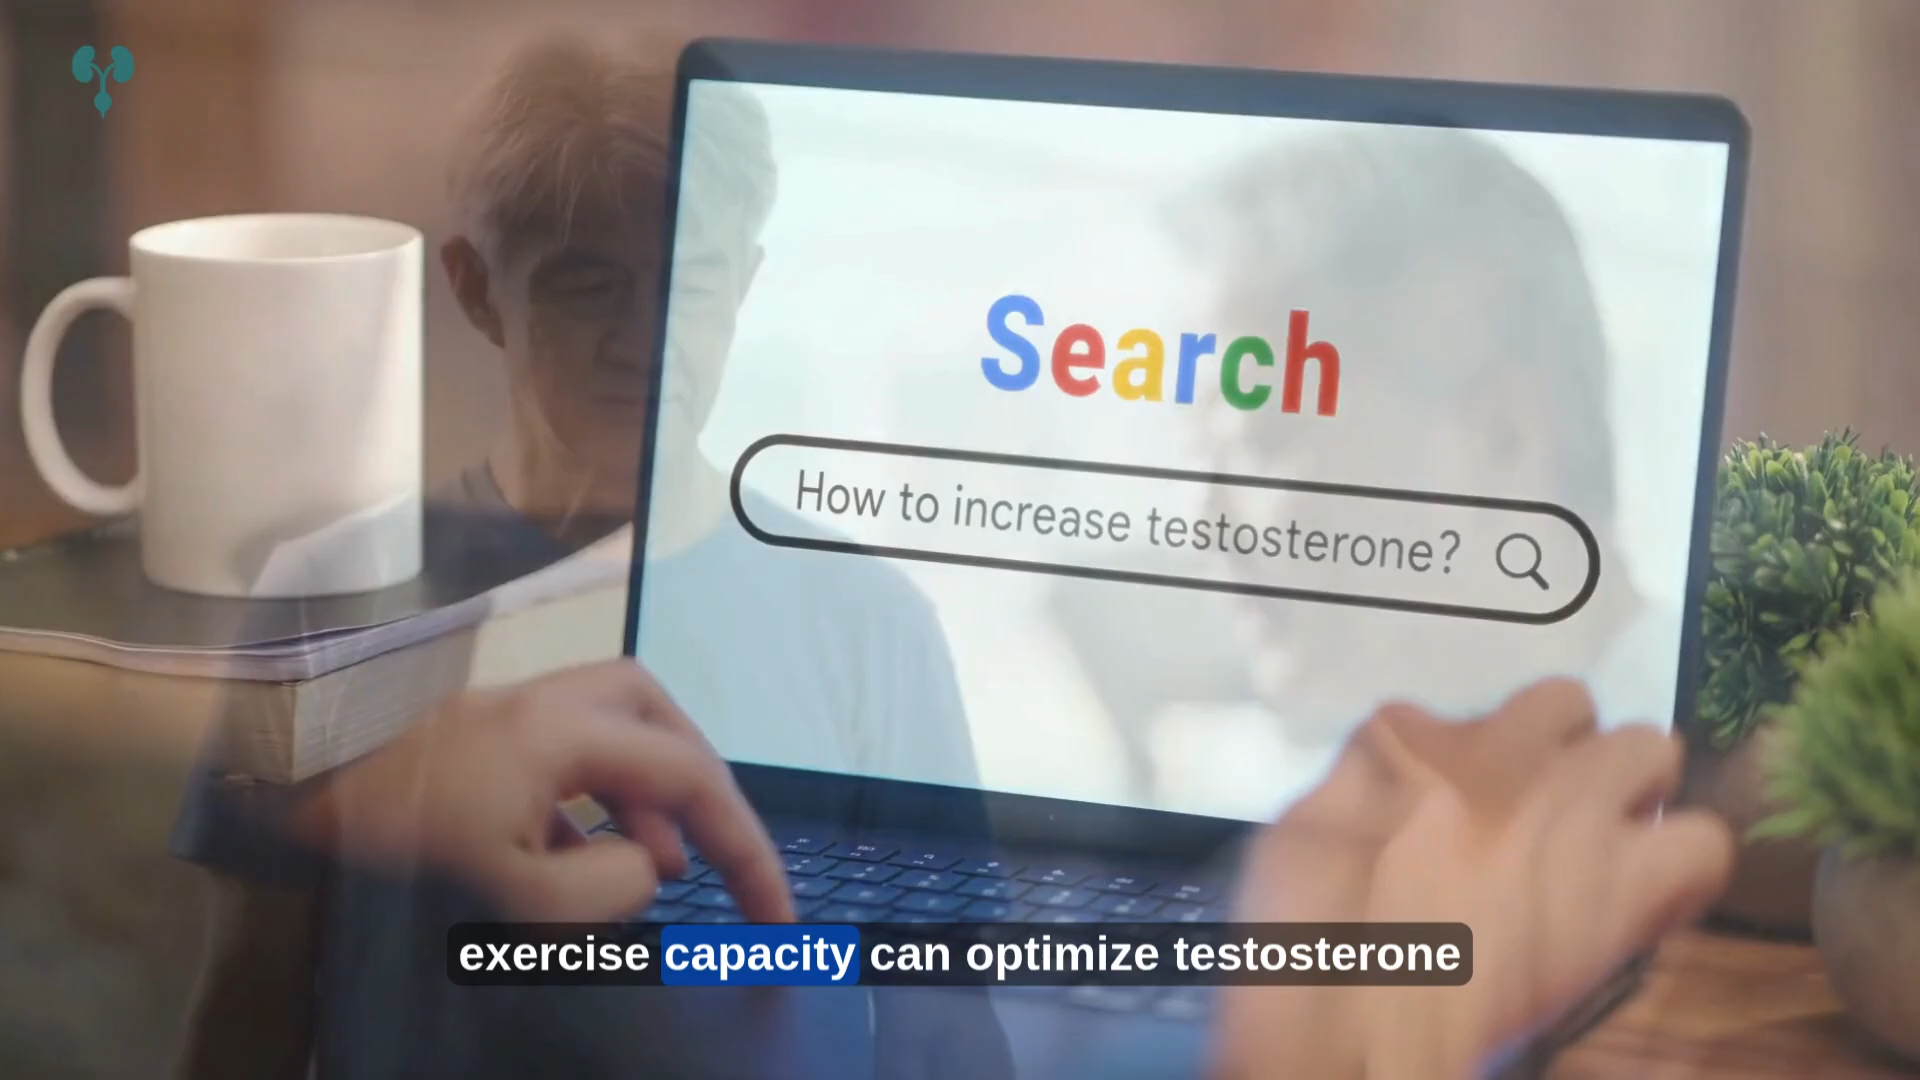 Search
How to increase testosterone?
exercise capacity can optimize testosterone